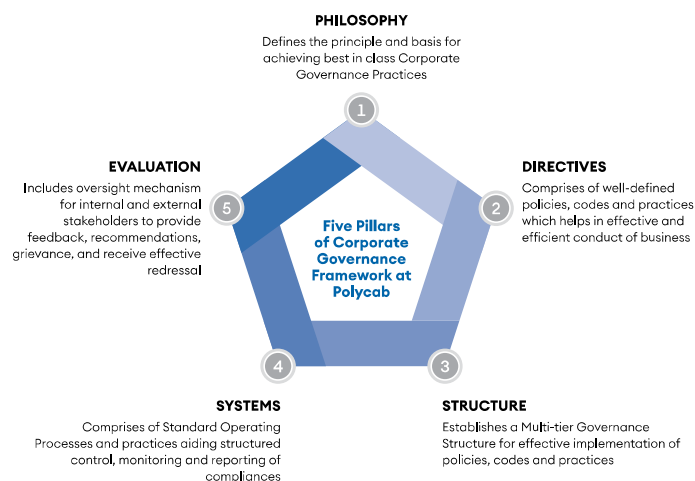 PHILOSOPHY
Defines the principle and basis for
achieving best in class Corporate
Governance Practices
1
EVALUATION
Includes oversight mechanism
for internal and external
stakeholders to provide
feedback, recommendations,
grievance, and receive effective
redressal
5
Five Pillars
of Corporate
Governance
Framework at
Polycab
2
DIRECTIVES
Comprises of well-defined
policies, codes and practices
which helps in effective and
efficient conduct of business
4
SYSTEMS
Comprises of Standard Operating
Processes and practices aiding structured
control, monitoring and reporting of
compliances
3
STRUCTURE
Establishes a Multi-tier Governance
Structure for effective implementation of
policies, codes and practices